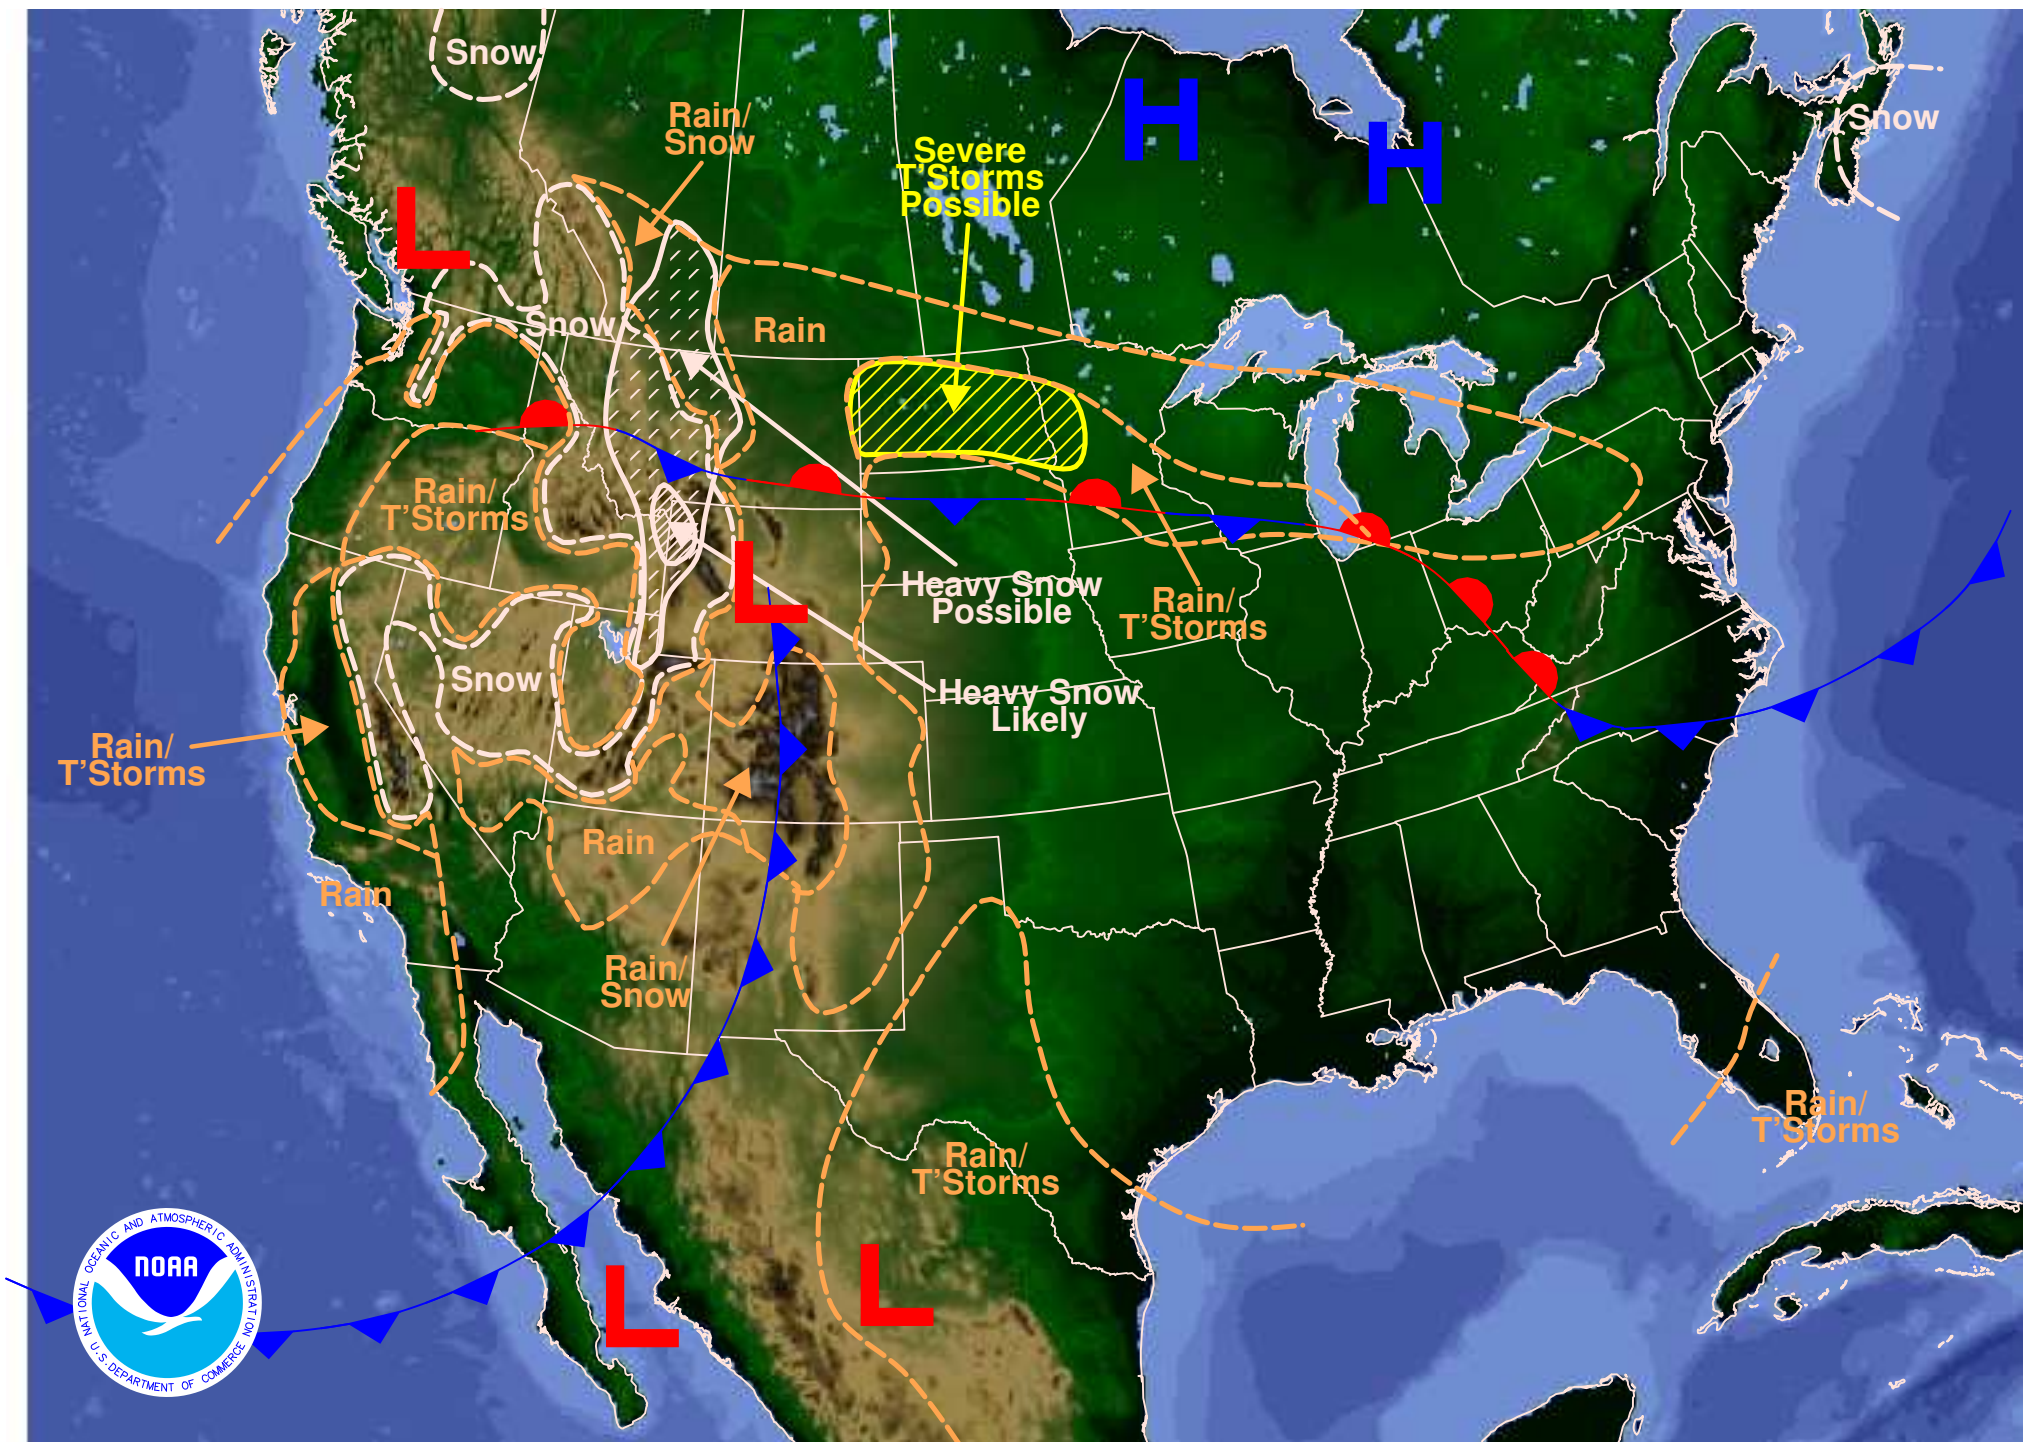 Snow
Rain/
Snow
Severe
T'Storms
Possible
H
H
Snow
L
Snow
Rain
Rain/
T'Storms
Heavy Snow
Possible
Rain/
T'Storms
L
Snow
Heavy Snow
Likely
Rain/
T'Storms
Rain
Rain
Rain/
Snow
Rain/
T'Storms
Rain/
T'Storms
L
L
NOAA
NATIONAL OCEANIC AND ATMOSPHERIC ADMINISTRATION
U.S. DEPARTMENT OF COMMERCE